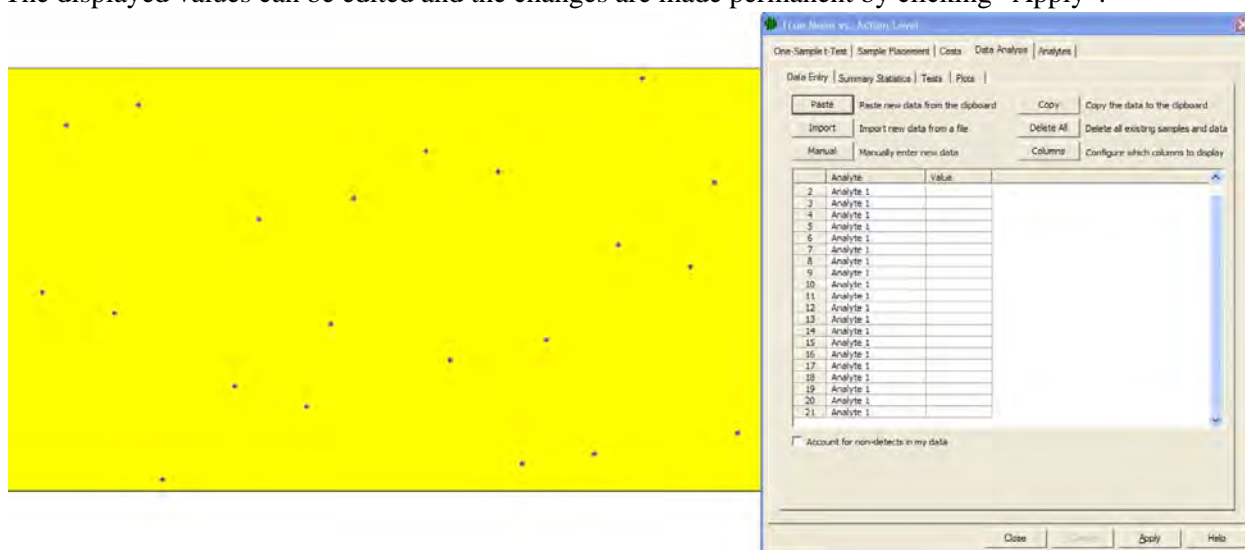 The displayed values can be edited and the changes are made permanent by clicking "Apply".
True Mean vs. Action Level
One-Sample t-Test Sample Placement Costs Data Analysis Analytes
Data Entry Summary Statistics Tests Plots
Paste Paste new data from the clipboard Copy Copy the data to the clipboard
Import Import new data from a file Delete All Delete all existing samples and data
Manual Manually enter new data Columns Configure which columns to display
Analyte Value
2 Analyte 1
3 Analyte 1
4 Analyte 1
5 Analyte 1
6 Analyte 1
7 Analyte 1
8 Analyte 1
9 Analyte 1
10 Analyte 1
11 Analyte 1
12 Analyte 1
13 Analyte 1
14 Analyte 1
15 Analyte 1
16 Analyte 1
17 Analyte 1
18 Analyte 1
19 Analyte 1
20 Analyte 1
21 Analyte 1
Account for non-detects in my data
Close Apply Help